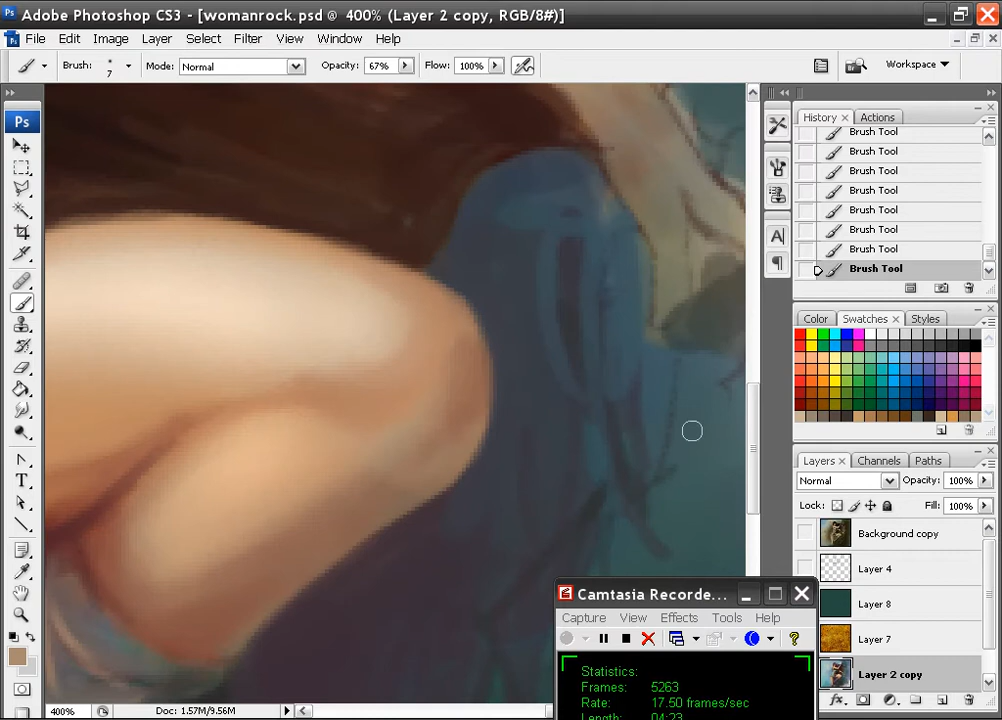 Adobe Photoshop CS3 - [womanrock.psd @ 400% (Layer 2 copy, RGB/8#)]
File Edit Image Layer Select Filter View Window Help
Brush: 7 Mode: Normal Opacity: 67% Flow: 100% Workspace
Ps
History Actions
Brush Tool
Brush Tool
Brush Tool
Brush Tool
Brush Tool
Brush Tool
Brush Tool
Brush Tool
Color Swatches Styles
Layers Channels Paths
Normal Opacity: 100%
Lock: Fill: 100%
Background copy
Layer 4
Layer 8
Layer 7
Layer 2 copy
Camtasia Recorde...
Capture View Effects Tools Help
Statistics:
Frames: 5263
Rate: 17.50 frames/sec
Length: 04:23
400% Doc: 1.57M/9.56M